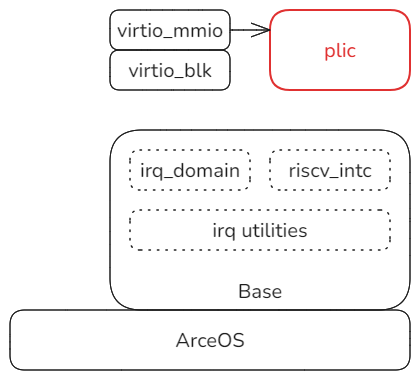 virtio_mmio
plic
virtio_blk
irq_domain
riscv_intc
irq utilities
Base
ArceOS